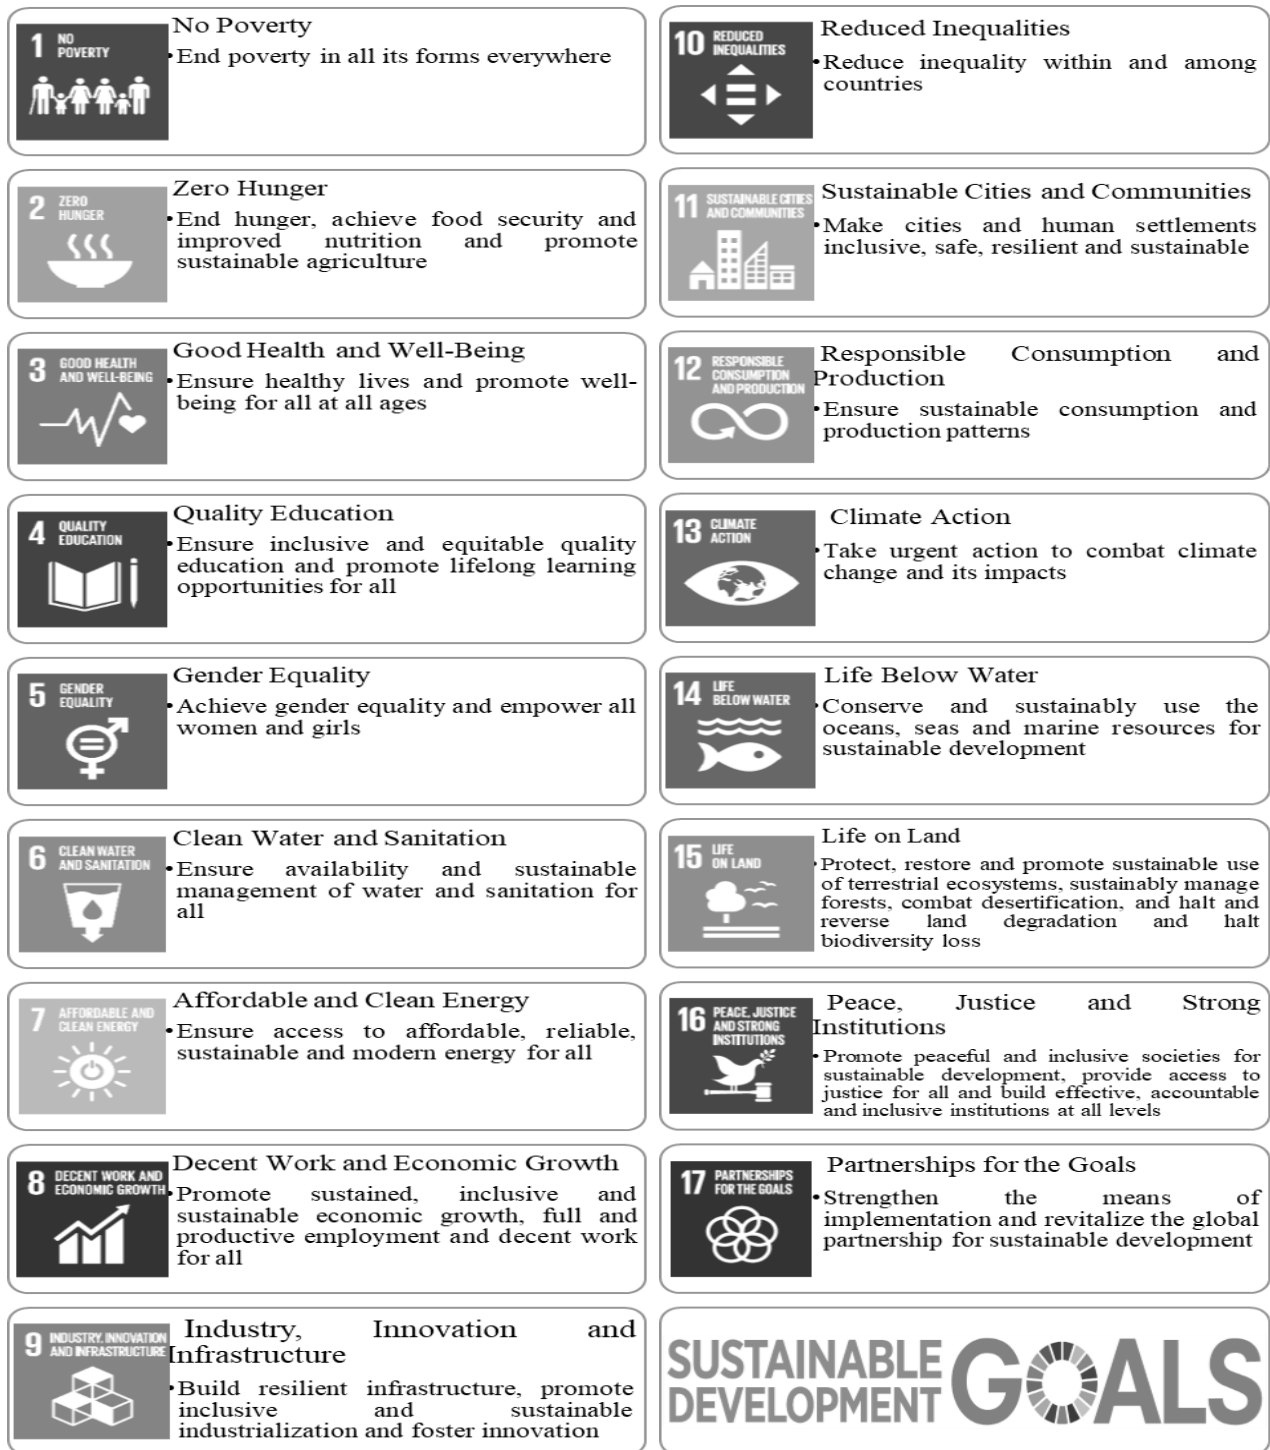 1 NO
POVERTY
No Poverty
•End poverty in all its forms everywhere
2 ZERO
HUNGER
Zero Hunger
•End hunger, achieve food security and
improved nutrition and promote
sustainable agriculture
3 GOOD HEALTH
AND WELL-BEING
Good Health and Well-Being
•Ensure healthy lives and promote well-
being for all at all ages
4 QUALITY
EDUCATION
Quality Education
•Ensure inclusive and equitable quality
education and promote lifelong learning
opportunities for all
5 GENDER
EQUALITY
Gender Equality
•Achieve gender equality and empower all
women and girls
6 CLEAN WATER
AND SANITATION
Clean Water and Sanitation
•Ensure availability and sustainable
management of water and sanitation for
all
7 AFFORDABLE AND
CLEAN ENERGY
Affordable and Clean Energy
•Ensure access to affordable, reliable,
sustainable and modern energy for all
8 DECENT WORK AND
ECONOMIC GROWTH
Decent Work and Economic Growth
•Promote sustained, inclusive and
sustainable economic growth, full and
productive employment and decent work
for all
9 INDUSTRY, INNOVATION
AND INFRASTRUCTURE
Industry, Innovation and
Infrastructure
•Build resilient infrastructure, promote
inclusive and sustainable
industrialization and foster innovation
10 REDUCED
INEQUALITIES
Reduced Inequalities
•Reduce inequality within and among
countries
11 SUSTAINABLE CITIES
AND COMMUNITIES
Sustainable Cities and Communities
•Make cities and human settlements
inclusive, safe, resilient and sustainable
12 RESPONSIBLE
CONSUMPTION
AND PRODUCTION
Responsible Consumption and
Production
•Ensure sustainable consumption and
production patterns
13 CLIMATE
ACTION
Climate Action
•Take urgent action to combat climate
change and its impacts
14 LIFE
BELOW WATER
Life Below Water
•Conserve and sustainably use the
oceans, seas and marine resources for
sustainable development
15 LIFE
ON LAND
Life on Land
•Protect, restore and promote sustainable use
of terrestrial ecosystems, sustainably manage
forests, combat desertification, and halt and
reverse land degradation and halt
biodiversity loss
16 PEACE, JUSTICE
AND STRONG
INSTITUTIONS
Peace, Justice and Strong
Institutions
•Promote peaceful and inclusive societies for
sustainable development, provide access to
justice for all and build effective, accountable
and inclusive institutions at all levels
17 PARTNERSHIPS
FOR THE GOALS
Partnerships for the Goals
•Strengthen the means of
implementation and revitalize the global
partnership for sustainable development
SUSTAINABLE
DEVELOPMENT
GOALS